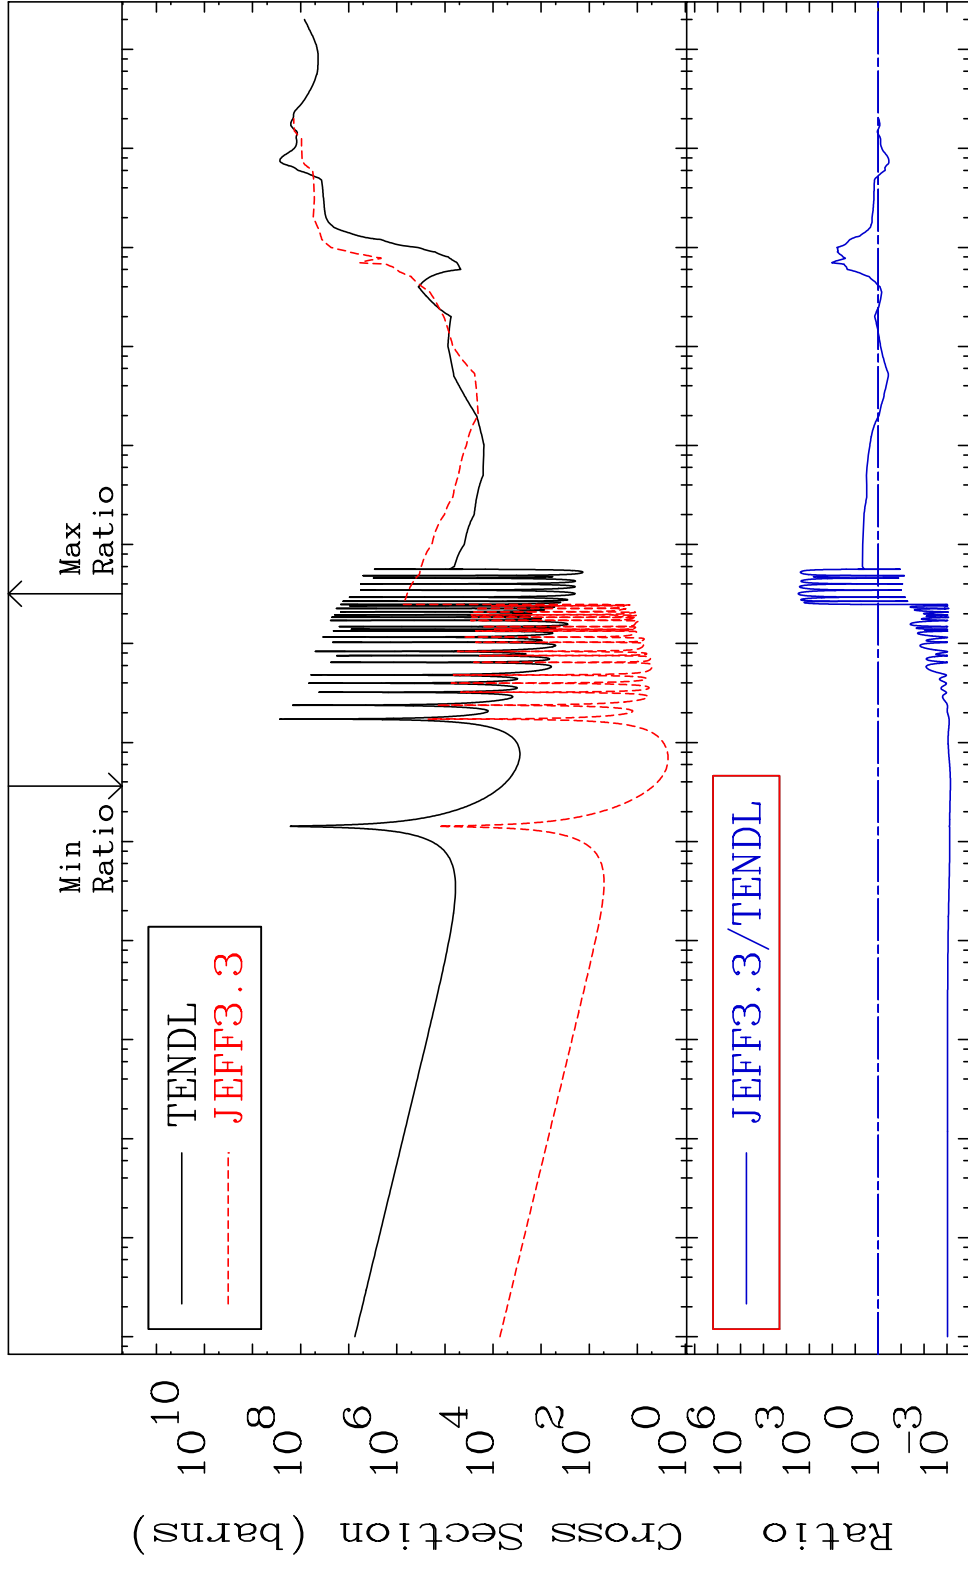 Min
Ratio
Max
Ratio
TENDL
JEFF3.3
JEFF3.3/TENDL
Cross Section (barns)
10 10
10 8
10 6
10 4
10 2
10 0
Ratio
10 6
10 3
10 0
10 -3